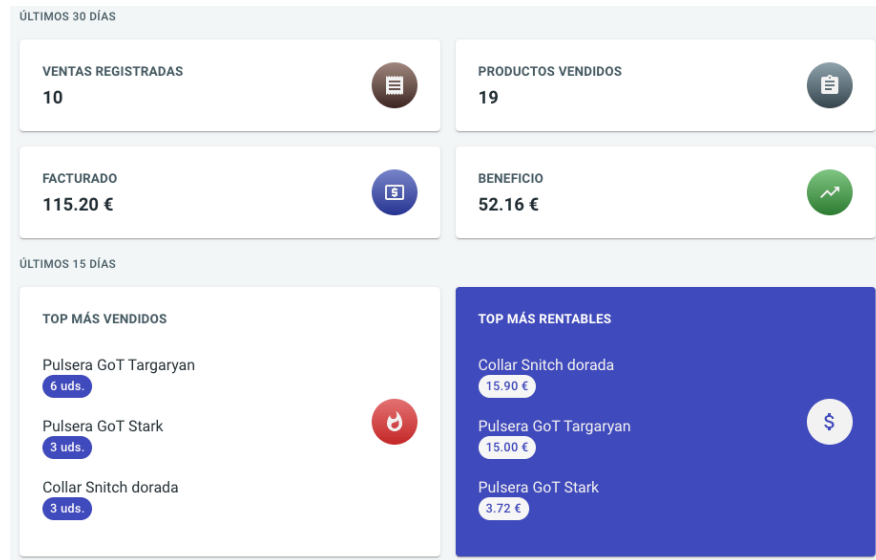 ÚLTIMOS 30 DÍAS
VENTAS REGISTRADAS
10
PRODUCTOS VENDIDOS
19
FACTURADO
115.20 €
BENEFICIO
52.16 €
ÚLTIMOS 15 DÍAS
TOP MÁS VENDIDOS
Pulsera GoT Targaryan
6 uds.
Pulsera GoT Stark
3 uds.
Collar Snitch dorada
3 uds.
TOP MÁS RENTABLES
Collar Snitch dorada
15.90 €
Pulsera GoT Targaryan
15.00 €
Pulsera GoT Stark
3.72 €